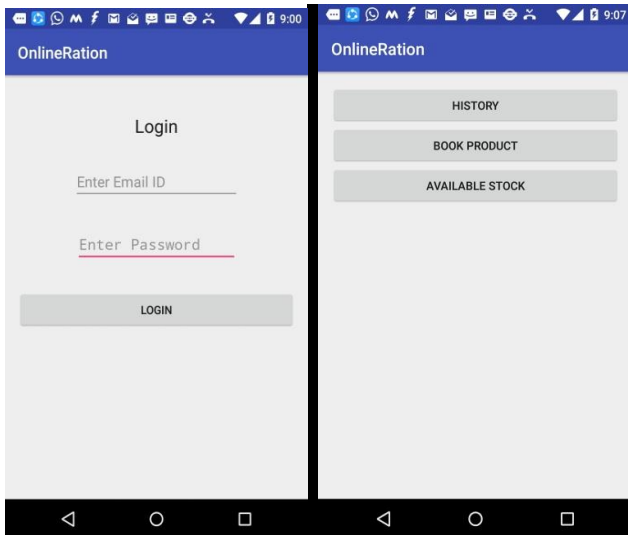 9:00
OnlineRation
Login
Enter Email ID
Enter Password
LOGIN
9:07
OnlineRation
HISTORY
BOOK PRODUCT
AVAILABLE STOCK